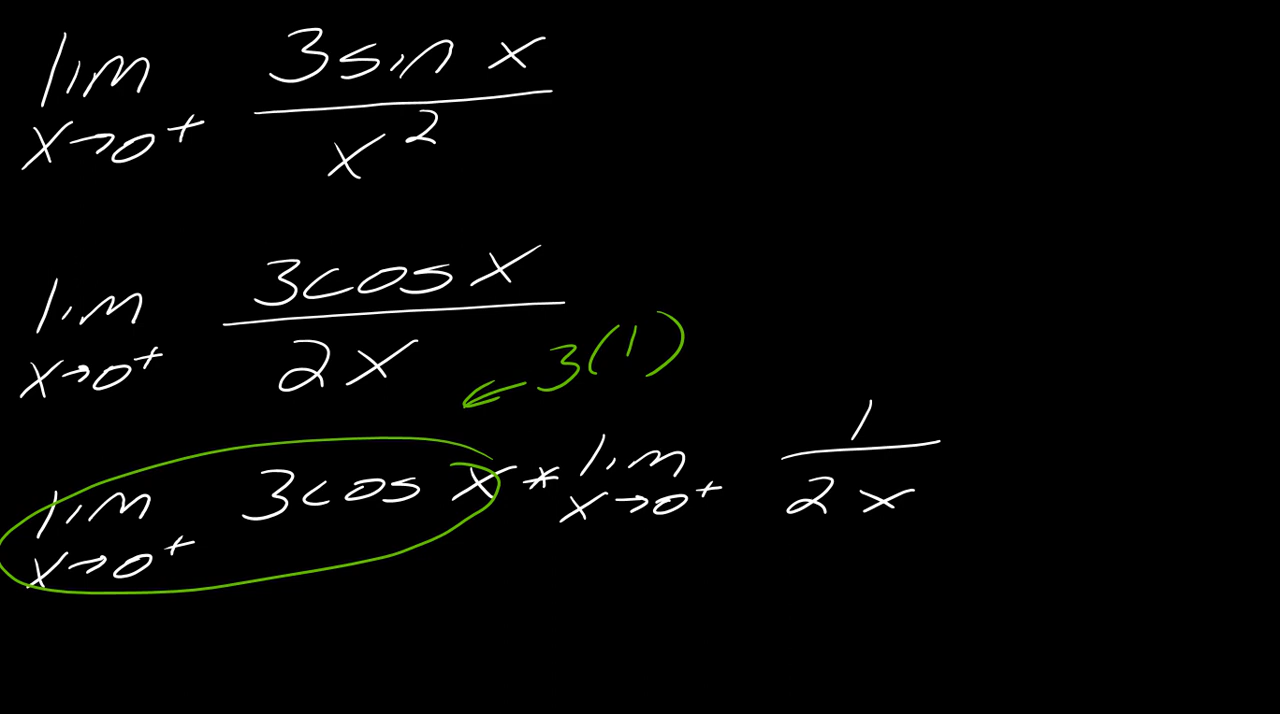 lim x→0⁺ 3sin x / x²
lim x→0⁺ 3cos x / 2x
3(1)
lim x→0⁺ 3cos x * lim x→0⁺ 1 / 2x